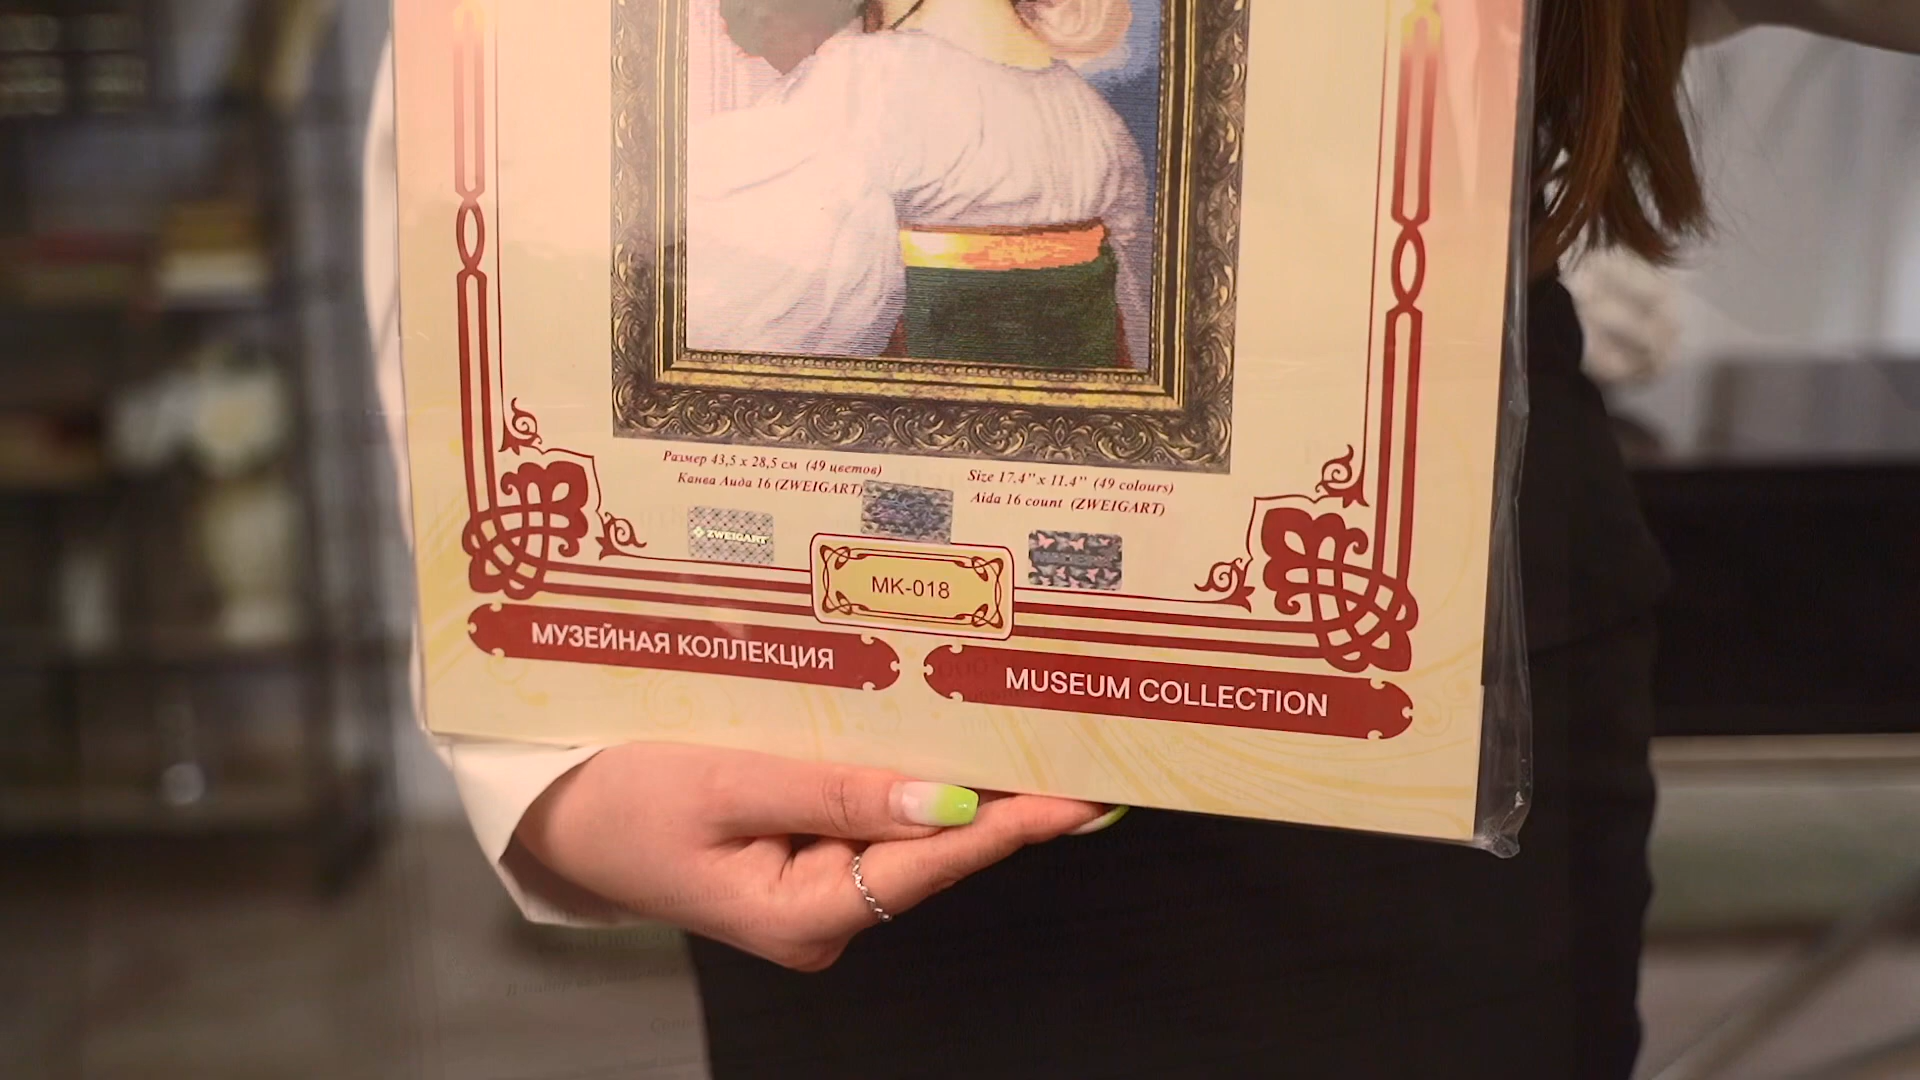 Размер 43,5 x 28,5 см (49 цветов)
Канва Аида 16 (ZWEIGART)
Size 17.4” x 11.4” (49 colours)
Aida 16 count (ZWEIGART)
ZWEIGART
МК-018
МУЗЕЙНАЯ КОЛЛЕКЦИЯ
MUSEUM COLLECTION